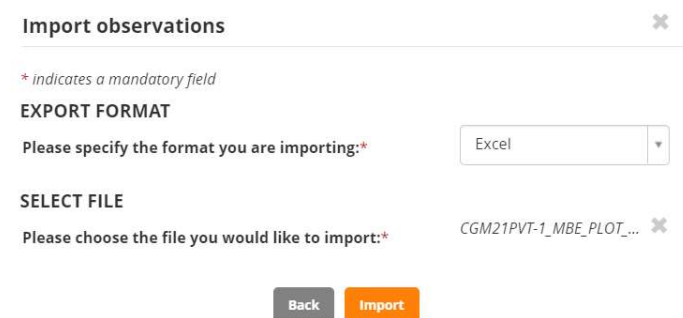 Import observations
* indicates a mandatory field
EXPORT FORMAT
Please specify the format you are importing:*
Excel
SELECT FILE
Please choose the file you would like to import:*
CGM21PVT-1_MBE_PLOT_...
Back
Import